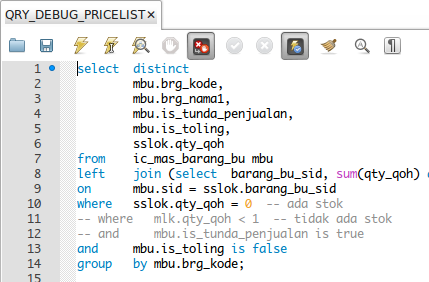 QRY_DEBUG_PRICELIST ×
1 select distinct
2 mbu.brg_kode,
3 mbu.brg_nama1,
4 mbu.is_tunda_penjualan,
5 mbu.is_toling,
6 sslok.qty_qoh
7 from ic_mas_barang_bu mbu
8 left join (select barang_bu_sid, sum(qty_qoh)
9 on mbu.sid = sslok.barang_bu_sid
10 where sslok.qty_qoh = 0 -- ada stok
11 -- where mlk.qty_qoh < 1 -- tidak ada stok
12 -- and mbu.is_tunda_penjualan is true
13 and mbu.is_toling is false
14 group by mbu.brg_kode;
15